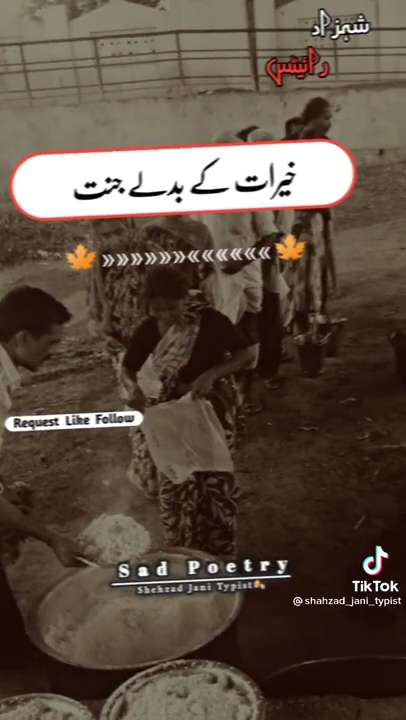 شہزاد
رائیٹس
خیرات کے بدلے جنت
»»»»»»»«««««««
Request Like Follow
Sad Poetry
Shehzad Jani Typist
TikTok
@shahzad_jani_typist